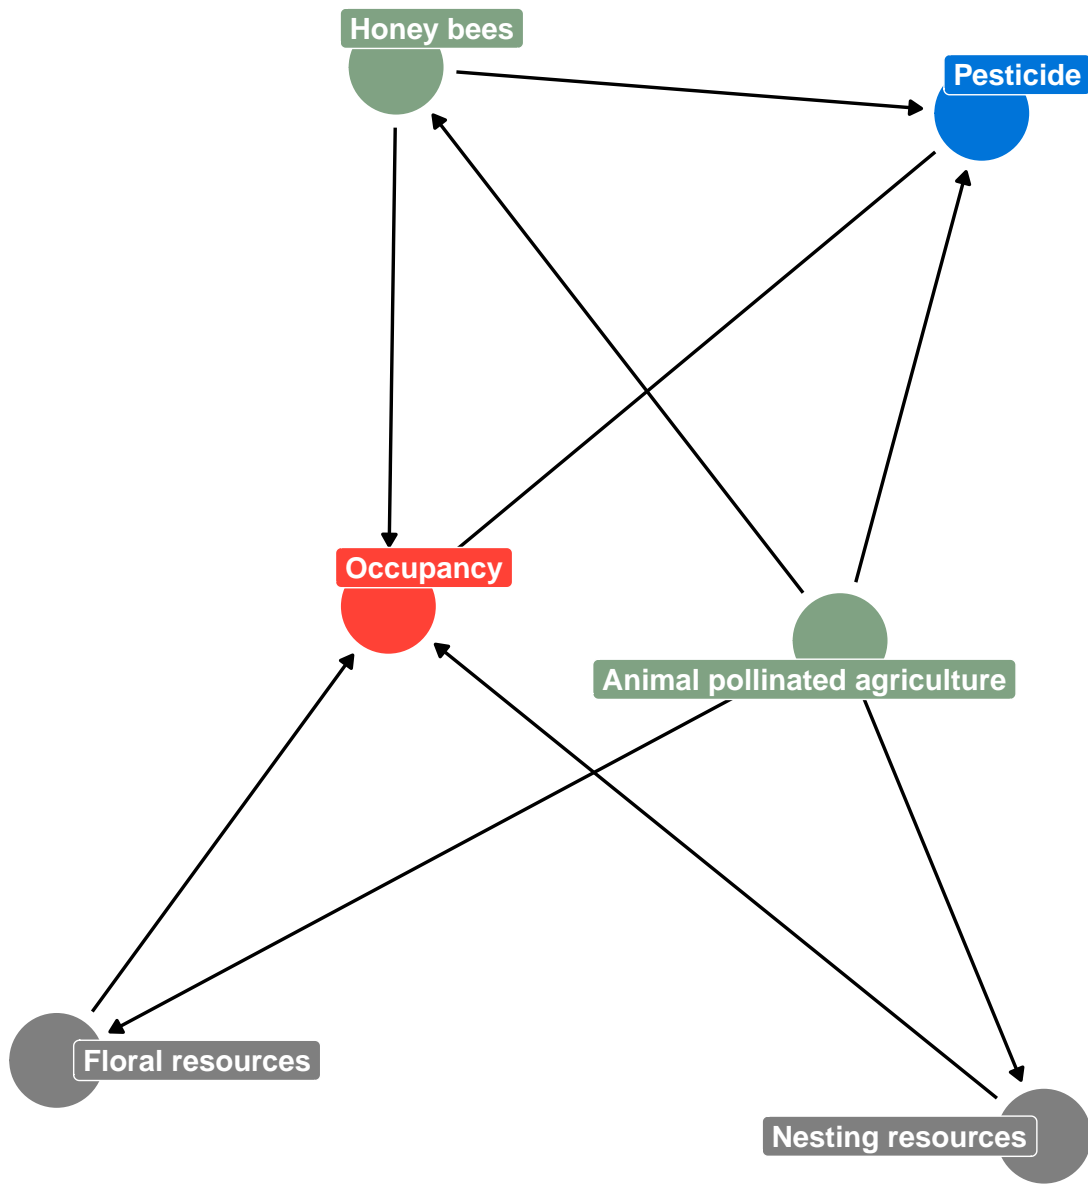 Honey bees
Pesticide
Occupancy
Animal pollinated agriculture
Floral resources
Nesting resources